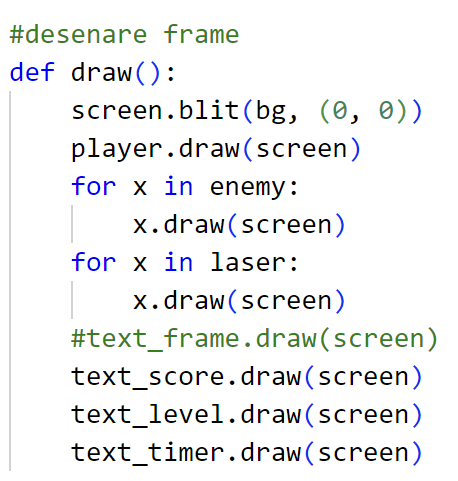 #desenare frame
def draw():
    screen.blit(bg, (0, 0))
    player.draw(screen)
    for x in enemy:
        x.draw(screen)
    for x in laser:
        x.draw(screen)
    #text_frame.draw(screen)
    text_score.draw(screen)
    text_level.draw(screen)
    text_timer.draw(screen)